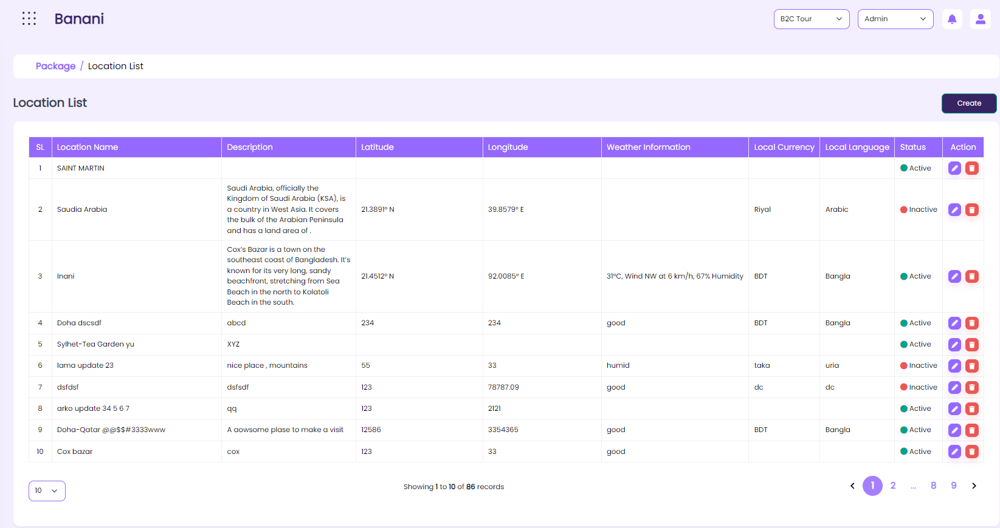 Banani
B2C Tour
Admin
Package / Location List
Location List
Create
SL Location Name Description Latitude Longitude Weather Information Local Currency Local Language Status Action
1 SAINT MARTIN Active
Saudi Arabia, officially the
Kingdom of Saudi Arabia (KSA), is
2 Saudia Arabia a country in West Asia. It covers 21.3891° N 39.8579° E Riyal Arabic Inactive
the bulk of the Arabian Peninsula
and has a land area of .
Cox's Bazar is a town on the
southeast coast of Bangladesh. It's
known for its very long, sandy
3 Inani beachfront, stretching from Sea 21.4512° N 92.0085° E 31°C, Wind NW at 6 km/h, 67% Humidity BDT Bangla Active
Beach in the north to Kolatoli
Beach in the south.
4 Doha dscsdf abcd 234 234 good BDT Bangla Active
5 Sylhet-Tea Garden yu XYZ Active
6 lama update 23 nice place , mountains 55 33 humid taka uria Inactive
7 dsfdsf dsfsdf 123 78787.09 good dc dc Inactive
8 arko update 34 5 6 7 qq 123 2121 Active
9 Doha-Qatar @@$$#3333www A aowsome plase to make a visit 12586 3354365 good BDT Bangla Active
10 Cox bazar cox 123 33 good Active
10
Showing 1 to 10 of 86 records
1 2 ... 8 9